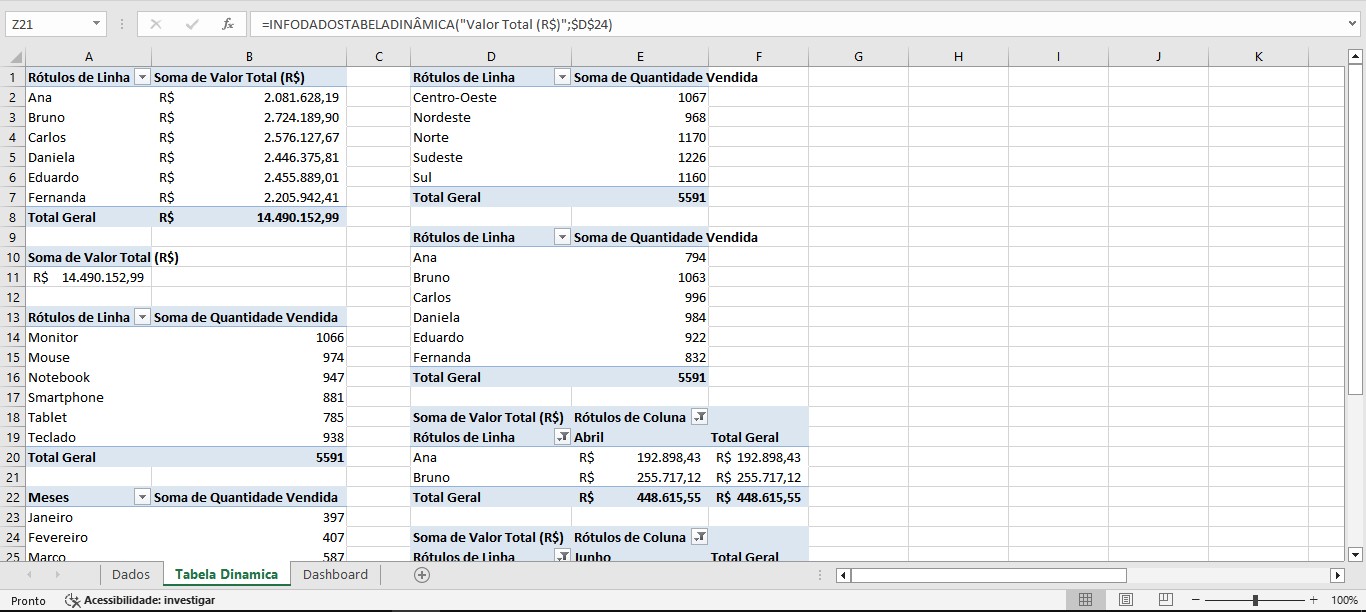 Z21 fx =INFODADOSTABELADINÂMICA("Valor Total (R$)";$D$24)
A B C D E F G H I J K
1 Rótulos de Linha Soma de Valor Total (R$) Rótulos de Linha Soma de Quantidade Vendida
2 Ana R$ 2.081.628,19 Centro-Oeste 1067
3 Bruno R$ 2.724.189,90 Nordeste 968
4 Carlos R$ 2.576.127,67 Norte 1170
5 Daniela R$ 2.446.375,81 Sudeste 1226
6 Eduardo R$ 2.455.889,01 Sul 1160
7 Fernanda R$ 2.205.942,41 Total Geral 5591
8 Total Geral R$ 14.490.152,99
9 Rótulos de Linha Soma de Quantidade Vendida
10 Soma de Valor Total (R$) Ana 794
11 R$ 14.490.152,99 Bruno 1063
12 Carlos 996
13 Rótulos de Linha Soma de Quantidade Vendida Daniela 984
14 Monitor 1066 Eduardo 922
15 Mouse 974 Fernanda 832
16 Notebook 947 Total Geral 5591
17 Smartphone 881
18 Tablet 785 Soma de Valor Total (R$) Rótulos de Coluna
19 Teclado 938 Rótulos de Linha Abril Total Geral
20 Total Geral 5591 Ana R$ 192.898,43 R$ 192.898,43
21 Bruno R$ 255.717,12 R$ 255.717,12
22 Meses Soma de Quantidade Vendida Total Geral R$ 448.615,55 R$ 448.615,55
23 Janeiro 397
24 Fevereiro 407 Soma de Valor Total (R$) Rótulos de Coluna
25 Março 587 Rótulos de Linha Junho Total Geral
Dados Tabela Dinamica Dashboard
Pronto Acessibilidade: investigar 100%